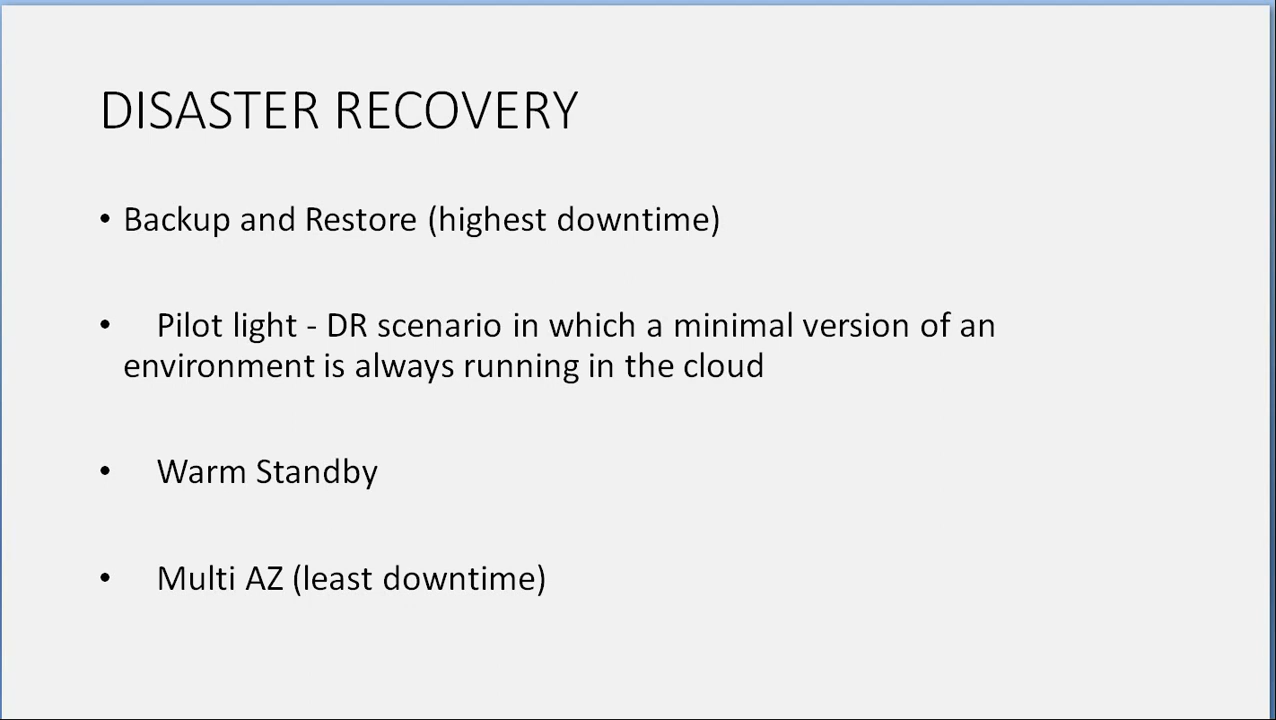 DISASTER RECOVERY
• Backup and Restore (highest downtime)
• Pilot light - DR scenario in which a minimal version of an
environment is always running in the cloud
• Warm Standby
• Multi AZ (least downtime)